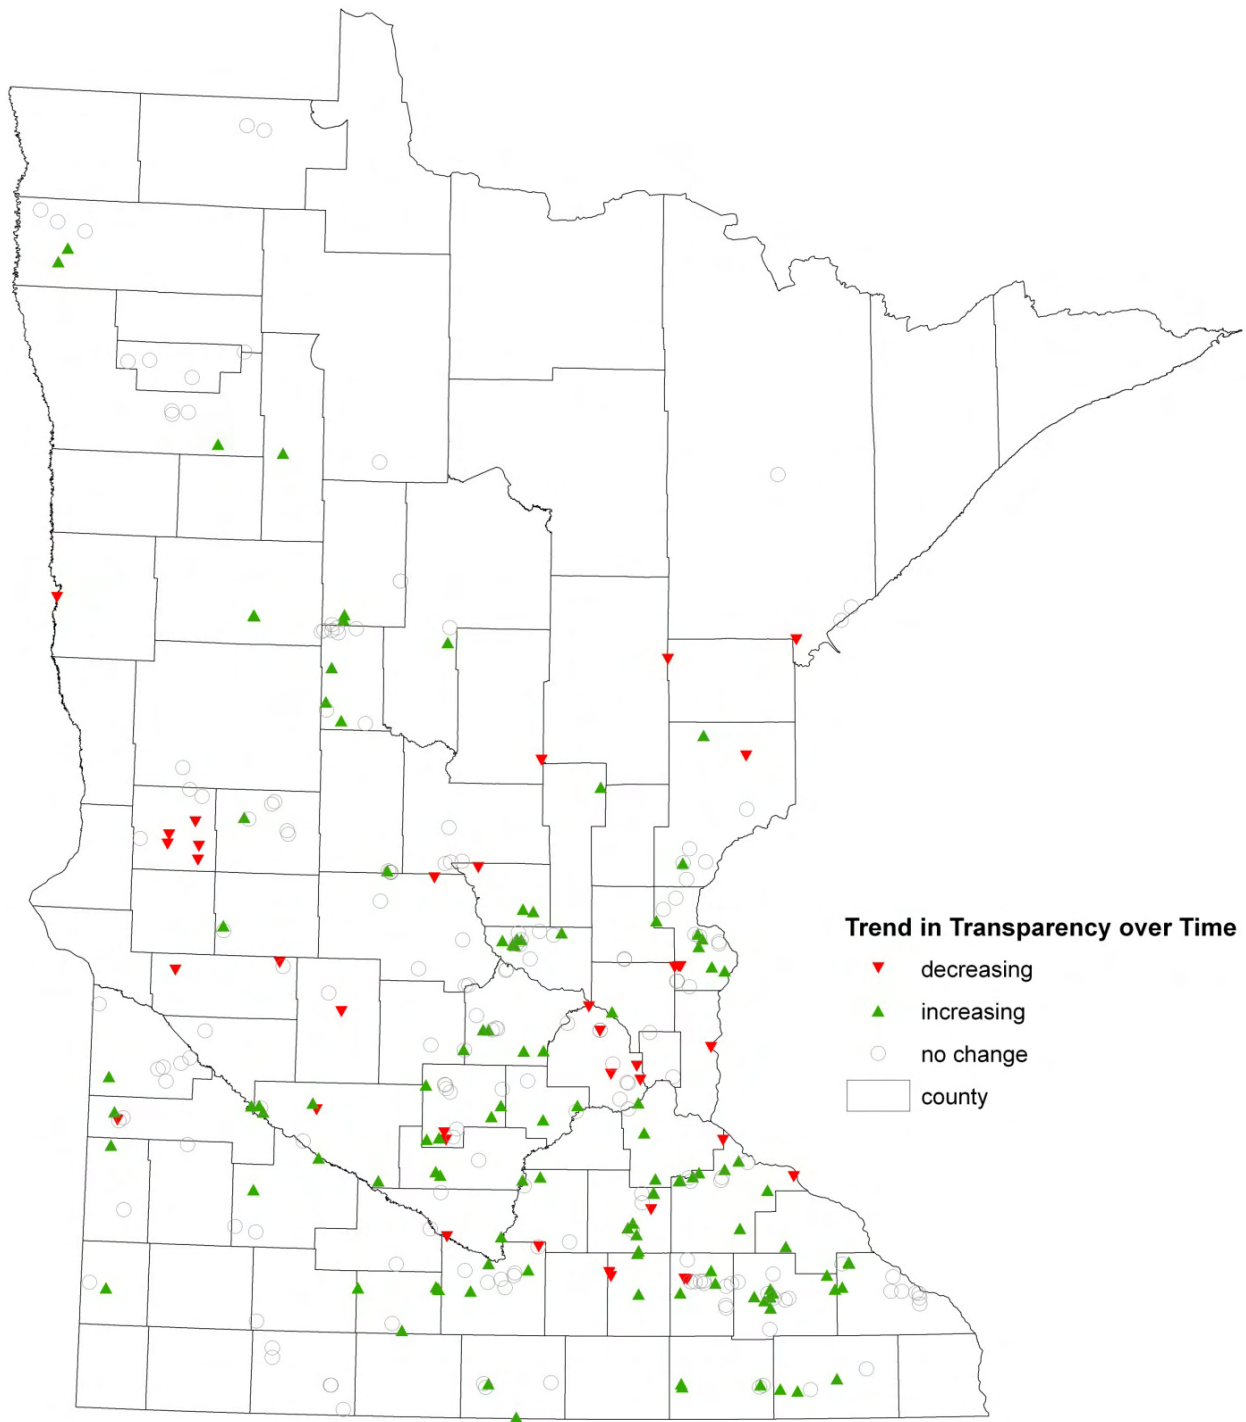 Trend in Transparency over Time
decreasing
increasing
no change
county